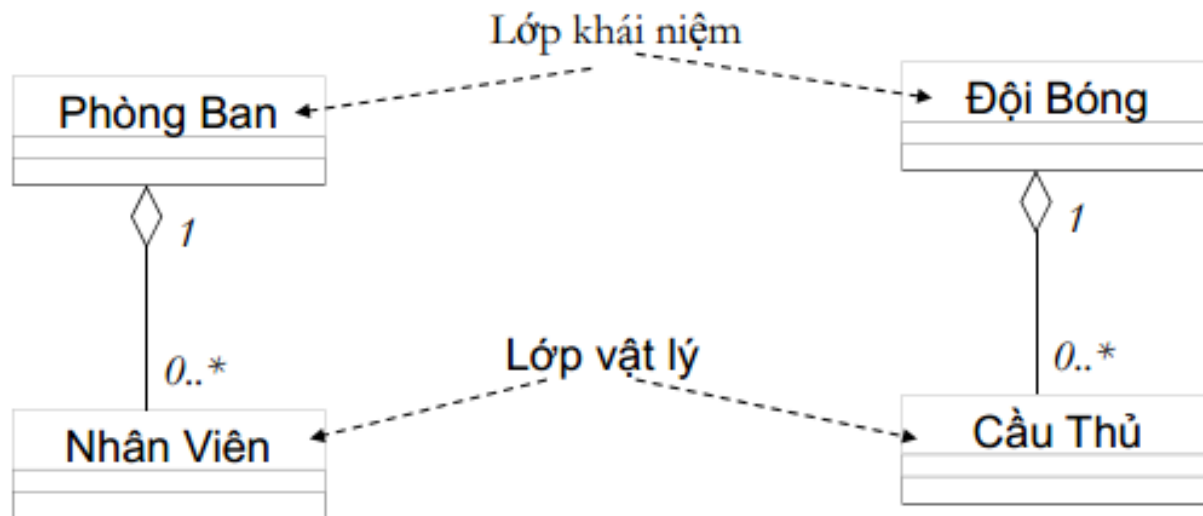 Lớp khái niệm
Phòng Ban
Đội Bóng
1
1
0..*
0..*
Lớp vật lý
Nhân Viên
Cầu Thủ